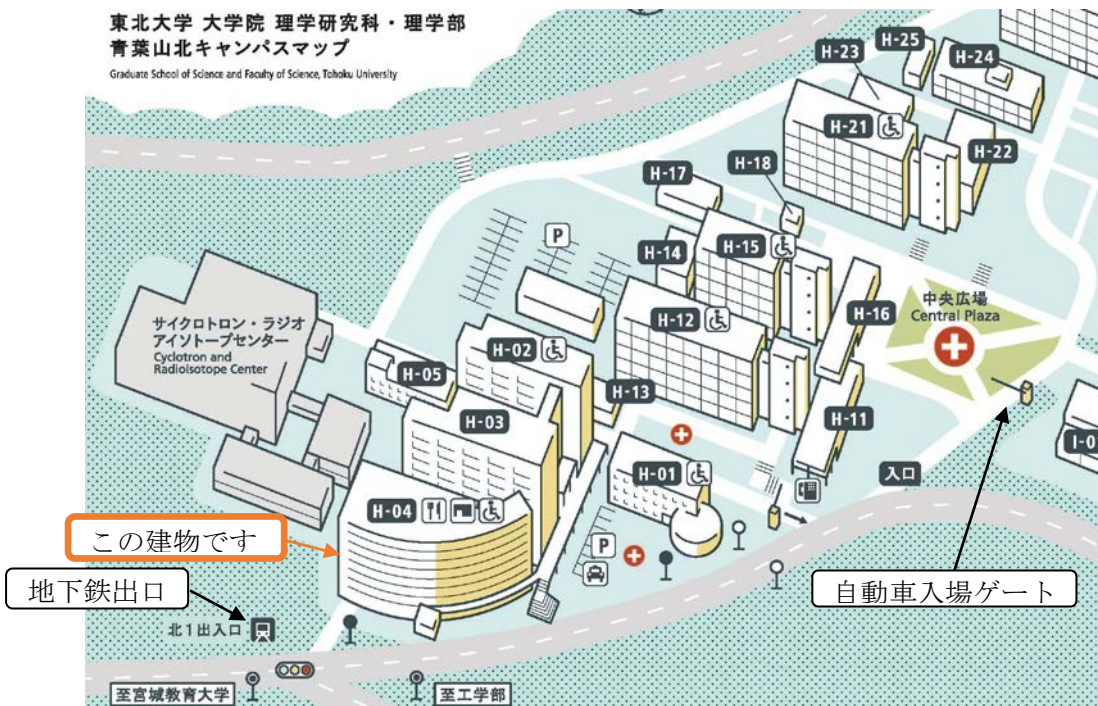 東北大学 大学院 理学研究科・理学部
青葉山北キャンパスマップ
Graduate School of Science and Faculty of Science, Tohoku University
H-25
H-23
H-24
H-21
H-22
H-18
H-17
P
H-14
H-15
中央広場
Central Plaza
サイクロトロン・ラジオ
アイソトープセンター
Cyclotron and
Radioisotope Center
H-12
H-16
H-02
H-05
H-13
H-03
H-11
H-01
入口
H-04
P
この建物です
地下鉄出口
自動車入場ゲート
北1出入口
至宮城教育大学
至工学部